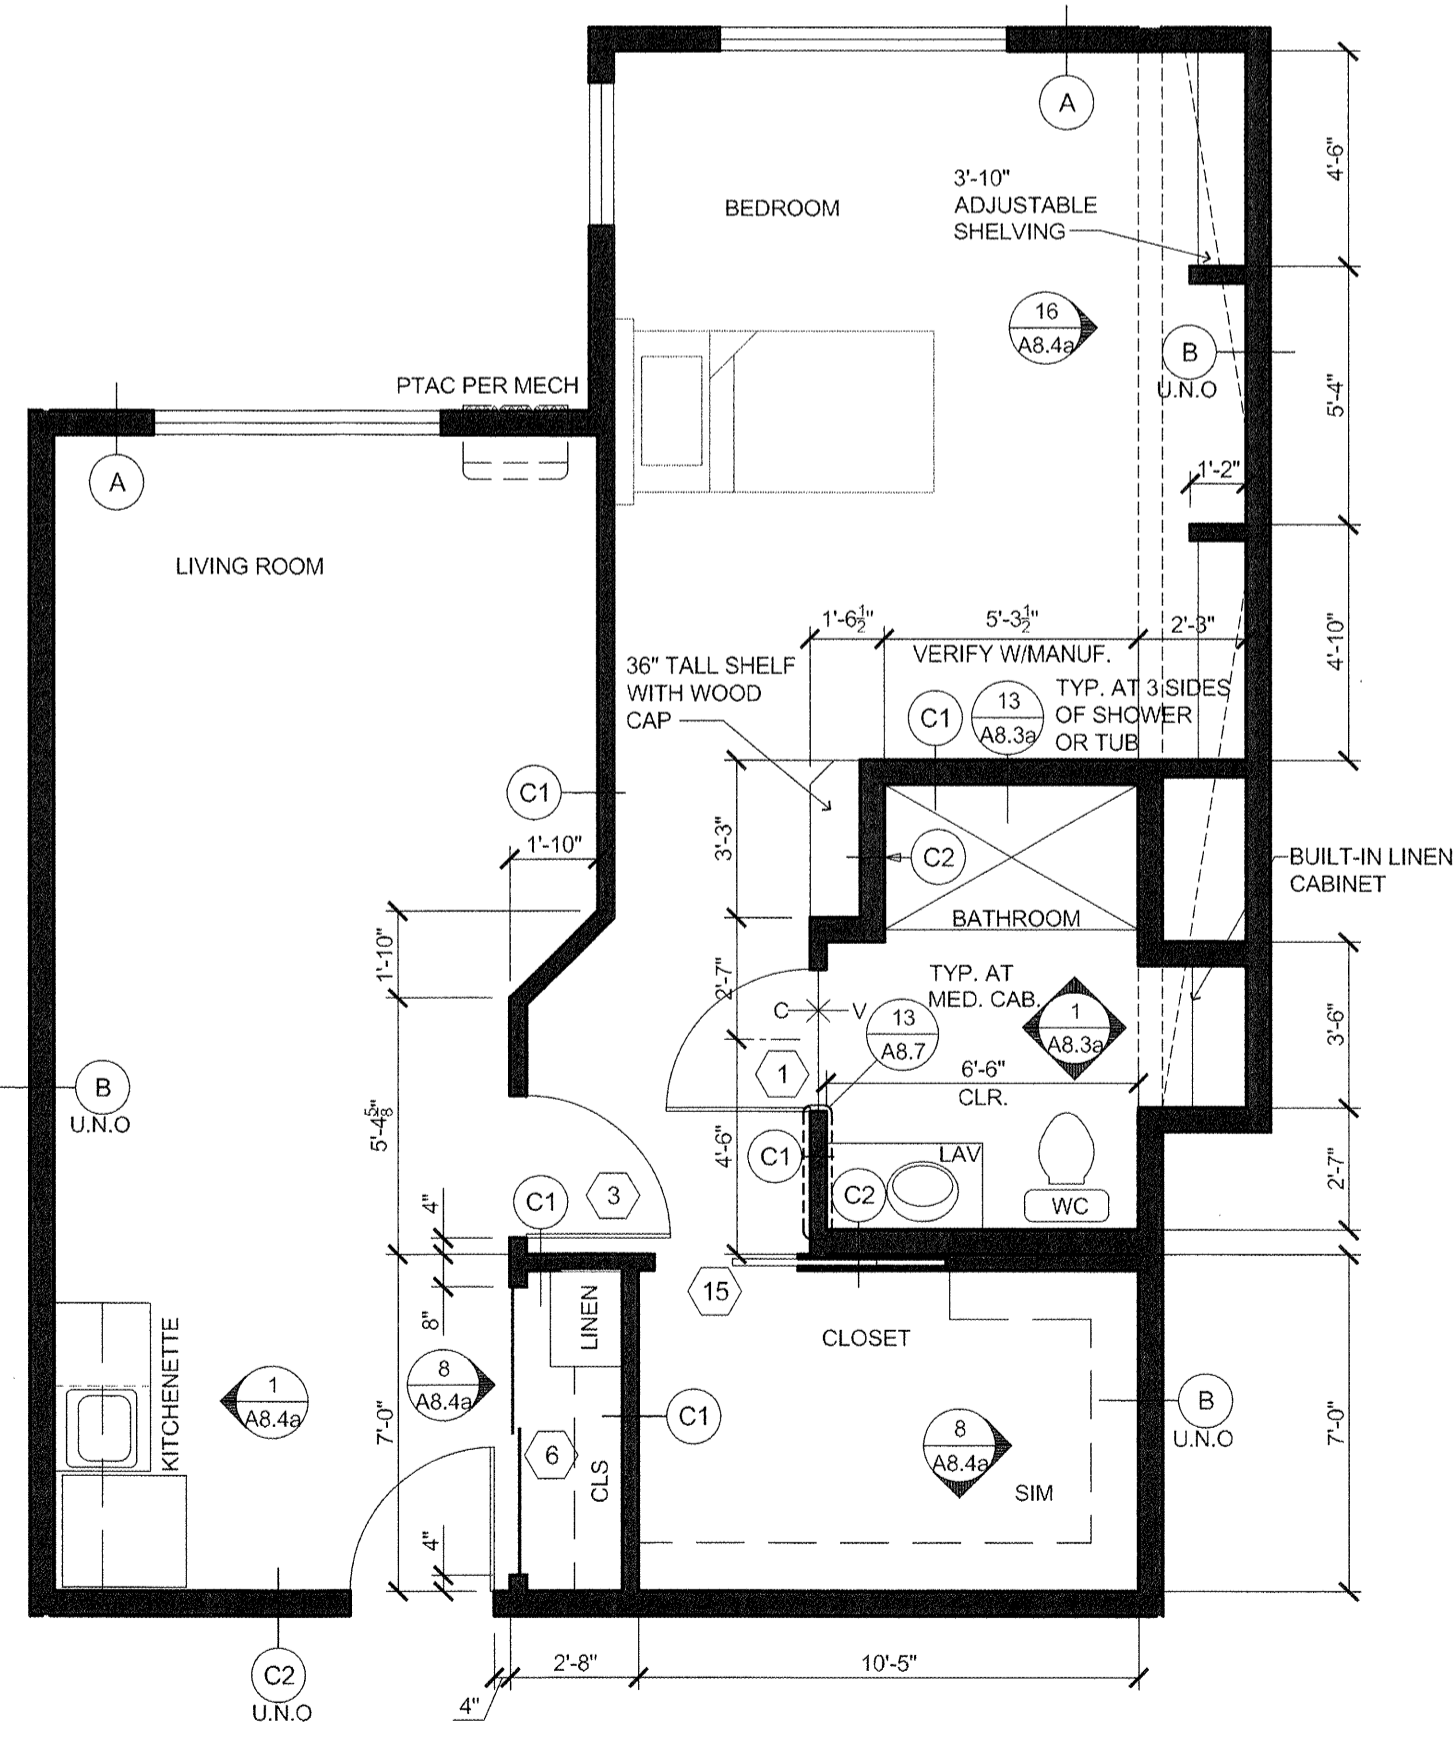 A
4'-6"
3'-10"
ADJUSTABLE
SHELVING
BEDROOM
16
A8.4a
B
U.N.O
5'-4"
PTAC PER MECH
A
1'-2"
LIVING ROOM
1'-6 1/2"
5'-3 1/2"
2'-3"
VERIFY W/MANUF.
4'-10"
36" TALL SHELF
WITH WOOD
CAP
TYP. AT 3 SIDES
OF SHOWER
OR TUB
C1
13
A8.3a
C1
1'-10"
3'-3"
C2
BUILT-IN LINEN
CABINET
BATHROOM
1'-10"
2'-7"
TYP. AT
MED. CAB.
C
V
13
A8.7
1
A8.3a
3'-6"
1
6'-6"
CLR.
B
U.N.O
5'-4 5/8"
4'-6"
C1
LAV
C2
WC
2'-7"
4"
C1
3
15
8"
LINEN
CLOSET
KITCHENETTE
1
A8.4a
8
A8.4a
7'-0"
C1
B
U.N.O
7'-0"
6
CLS
8
A8.4a
SIM
4"
C2
U.N.O
2'-8"
10'-5"
4"